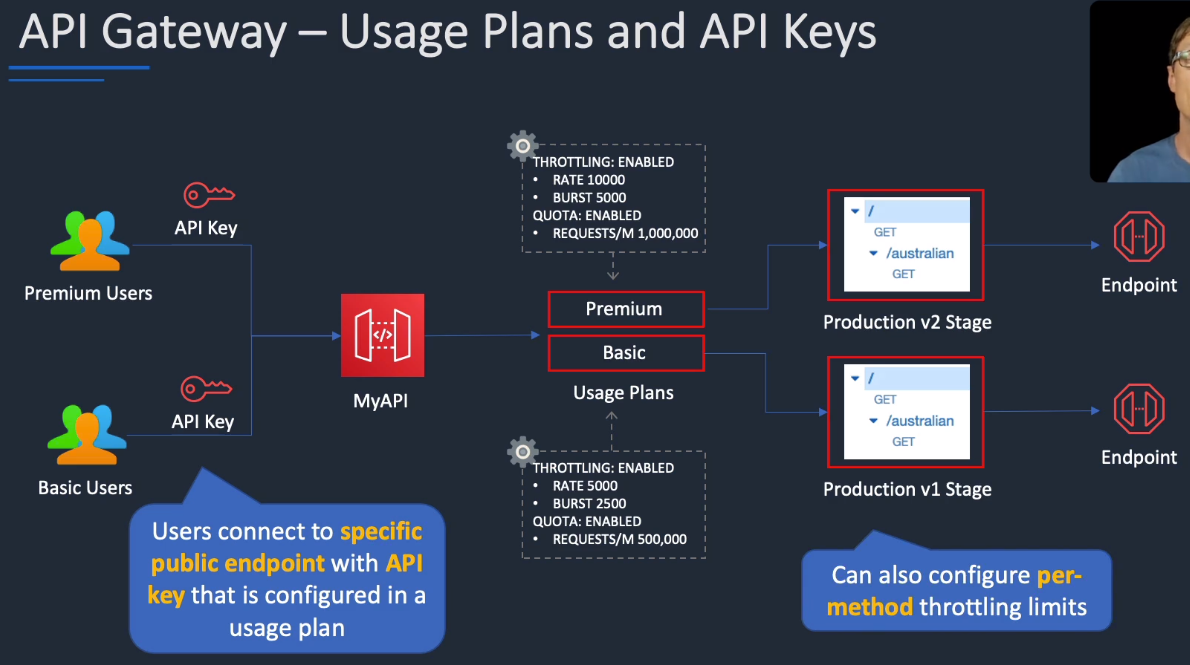 API Gateway – Usage Plans and API Keys
THROTTLING: ENABLED
• RATE 10000
• BURST 5000
QUOTA: ENABLED
• REQUESTS/M 1,000,000
API Key
Premium Users
API Key
Basic Users
MyAPI
Premium
Basic
Usage Plans
/
GET
/australian
GET
Production v2 Stage
Endpoint
/
GET
/australian
GET
Production v1 Stage
Endpoint
THROTTLING: ENABLED
• RATE 5000
• BURST 2500
QUOTA: ENABLED
• REQUESTS/M 500,000
Users connect to specific
public endpoint with API
key that is configured in a
usage plan
Can also configure per-
method throttling limits